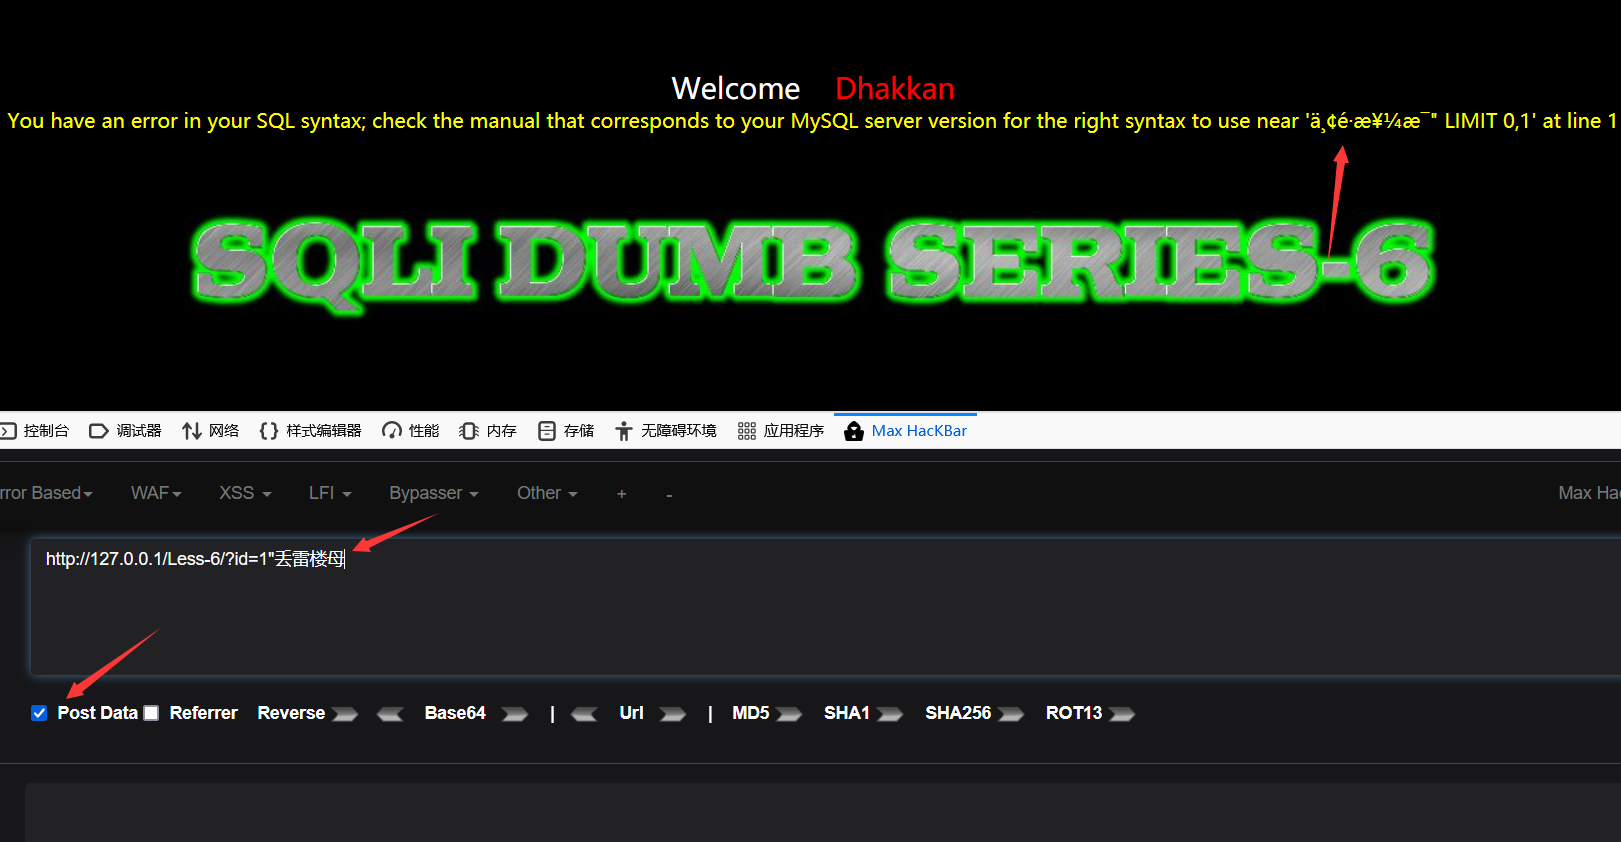 Welcome Dhakkan
You have an error in your SQL syntax; check the manual that corresponds to your MySQL server version for the right syntax to use near 'ä¸¢é·æ¥¼æ¯" LIMIT 0,1' at line 1
SQLI DUMB SERIES-6
控制台 调试器 网络 {} 样式编辑器 性能 内存 存储 无障碍环境 应用程序 Max HacKBar
rror Based WAF XSS LFI Bypasser Other + - Max Hac
http://127.0.0.1/Less-6/?id=1"丢雷楼母
Post Data Referrer Reverse Base64 | Url | MD5 SHA1 SHA256 ROT13